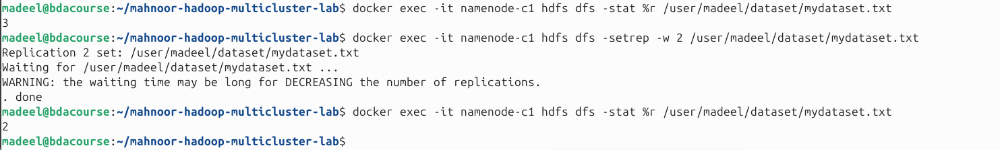 madeel@bdacourse:~/mahnoor-hadoop-multicluster-lab$ docker exec -it namenode-c1 hdfs dfs -stat %r /user/madeel/dataset/mydataset.txt
3
madeel@bdacourse:~/mahnoor-hadoop-multicluster-lab$ docker exec -it namenode-c1 hdfs dfs -setrep -w 2 /user/madeel/dataset/mydataset.txt
Replication 2 set: /user/madeel/dataset/mydataset.txt
Waiting for /user/madeel/dataset/mydataset.txt ...
WARNING: the waiting time may be long for DECREASING the number of replications.
. done
madeel@bdacourse:~/mahnoor-hadoop-multicluster-lab$ docker exec -it namenode-c1 hdfs dfs -stat %r /user/madeel/dataset/mydataset.txt
2
madeel@bdacourse:~/mahnoor-hadoop-multicluster-lab$